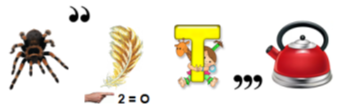 “
T
2 = О
,,,